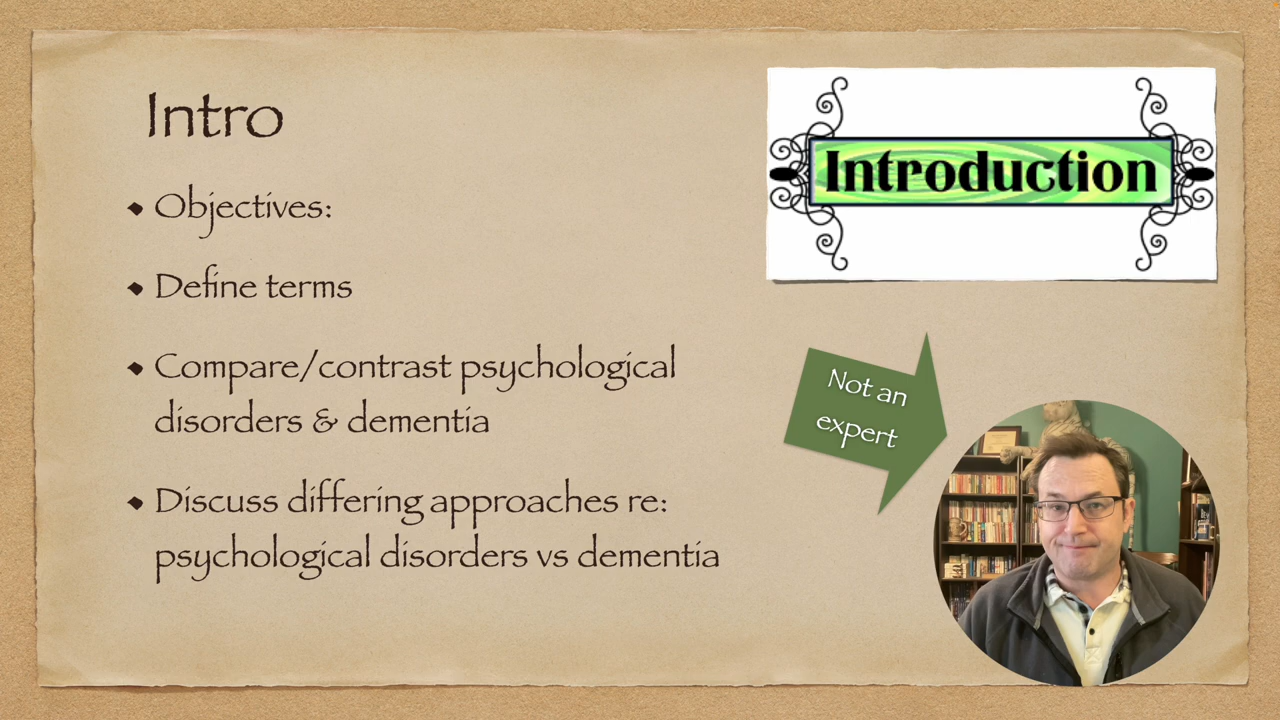 Intro
Introduction
• Objectives:
• Define terms
• Compare/contrast psychological
disorders & dementia
• Discuss differing approaches re:
psychological disorders vs dementia
Not an
expert